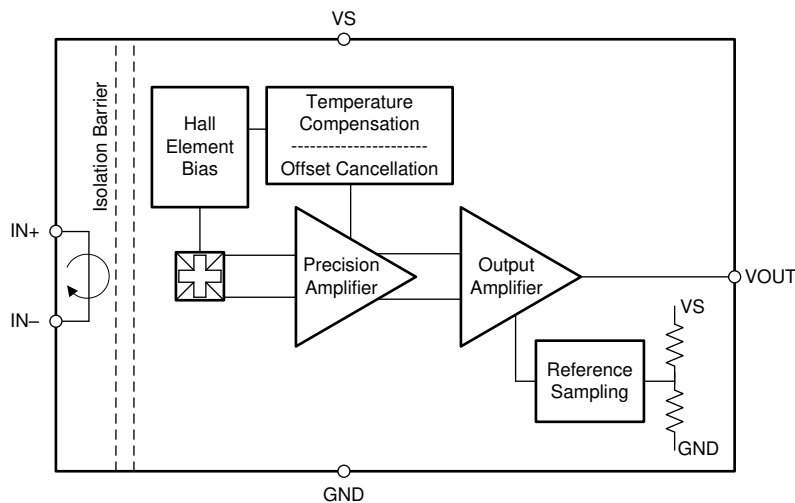 VS
Isolation Barrier
Hall
Element
Bias
Temperature
Compensation
Offset Cancellation
IN+
IN–
Precision
Amplifier
Output
Amplifier
VOUT
VS
Reference
Sampling
GND
GND